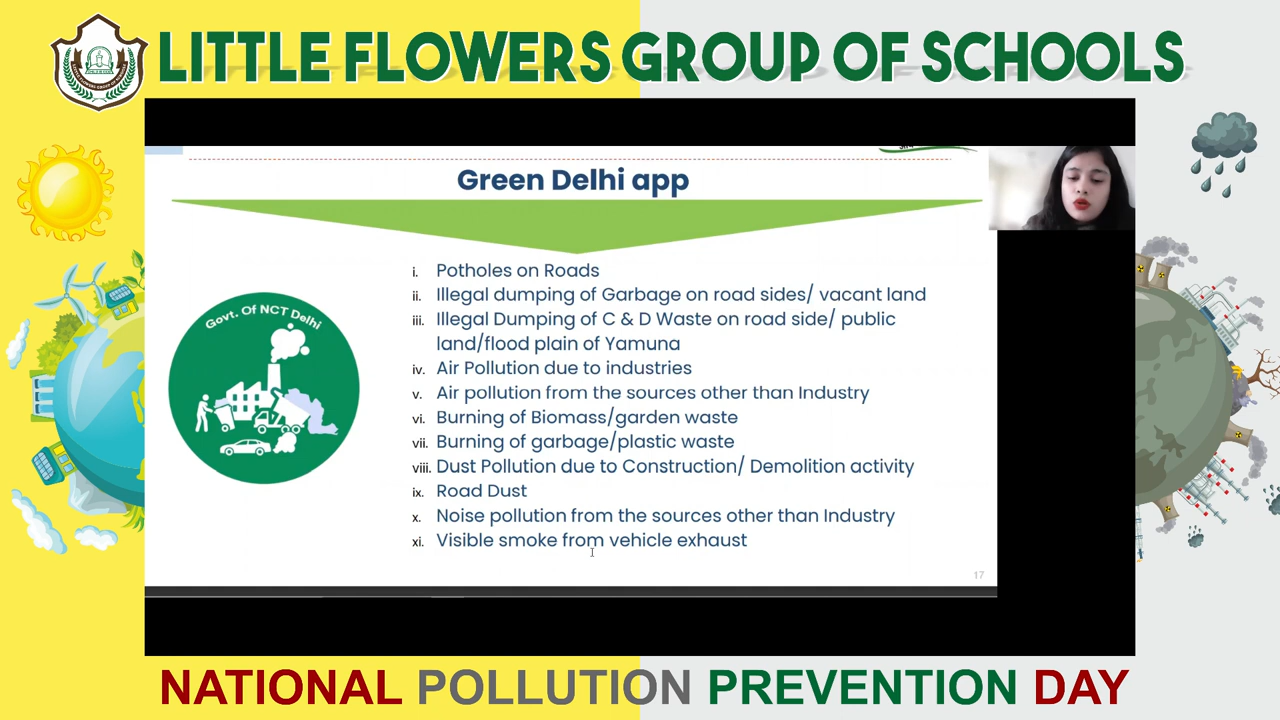 LITTLE FLOWERS GROUP OF SCHOOLS
Green Delhi app
Govt. Of NCT Delhi
i. Potholes on Roads
ii. Illegal dumping of Garbage on road sides/ vacant land
iii. Illegal Dumping of C & D Waste on road side/ public
land/flood plain of Yamuna
iv. Air Pollution due to industries
v. Air pollution from the sources other than Industry
vi. Burning of Biomass/garden waste
vii. Burning of garbage/plastic waste
viii. Dust Pollution due to Construction/ Demolition activity
ix. Road Dust
x. Noise pollution from the sources other than Industry
xi. Visible smoke from vehicle exhaust
17
NATIONAL POLLUTION PREVENTION DAY